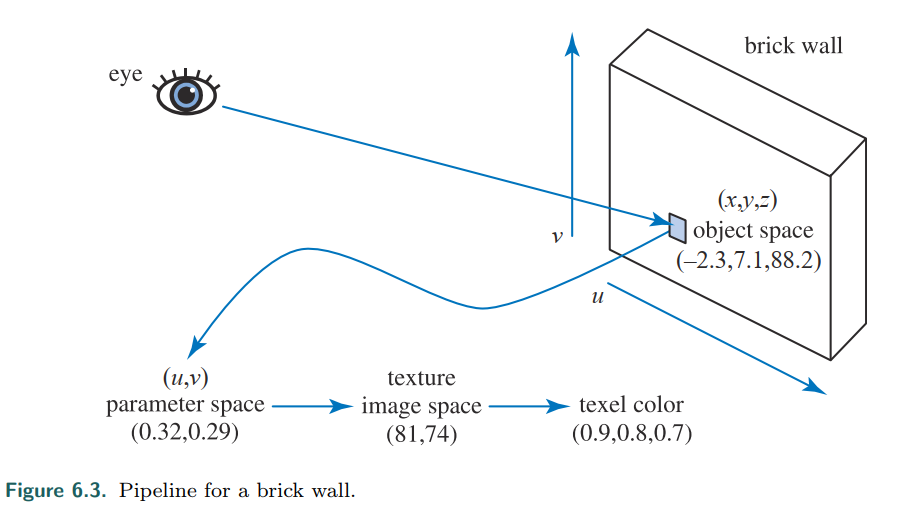 eye
brick wall
(x,y,z)
object space
(–2.3,7.1,88.2)
v
u
(u,v)
parameter space
(0.32,0.29)
texture
image space
(81,74)
texel color
(0.9,0.8,0.7)
Figure 6.3. Pipeline for a brick wall.